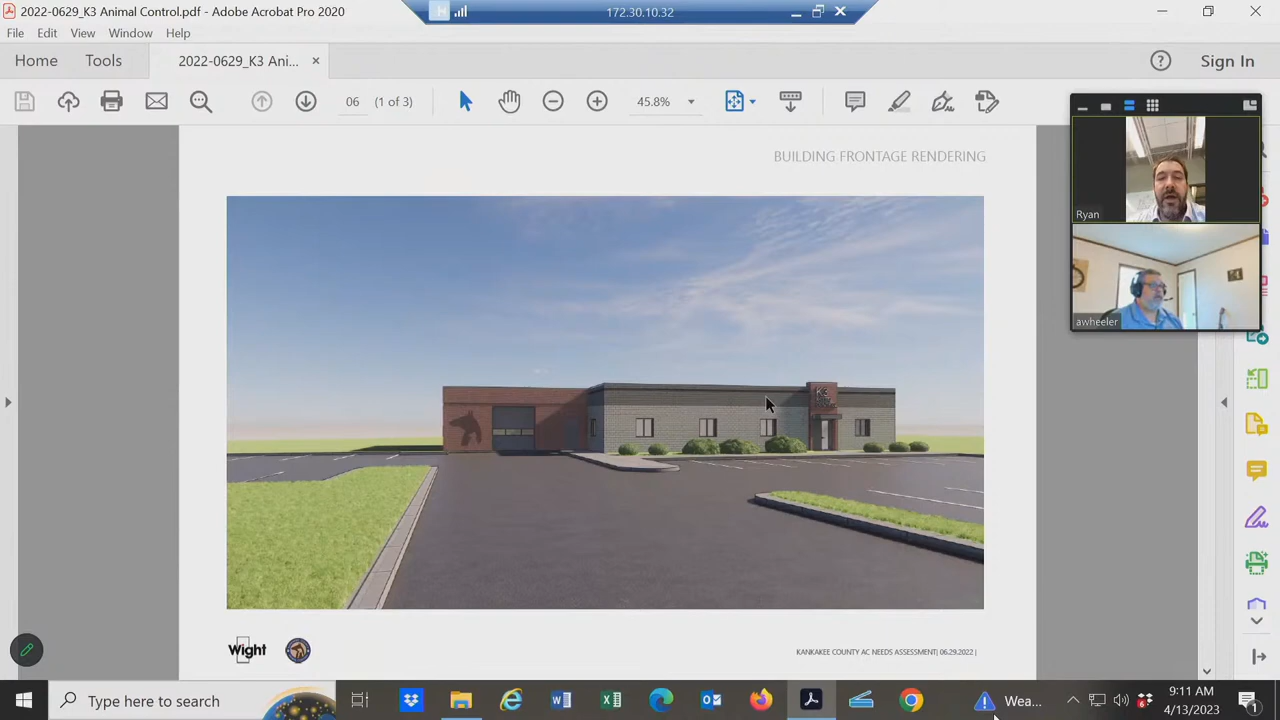 2022-0629_K3 Animal Control.pdf - Adobe Acrobat Pro 2020
172.30.10.32
File Edit View Window Help
Home Tools 2022-0629_K3 Ani... × Sign In
06 (1 of 3) 45.8%
BUILDING FRONTAGE RENDERING
Ryan
awheeler
K3
Wight
KANKAKEE COUNTY AC NEEDS ASSESSMENT| 06.29.2022 |
Type here to search
Wea...
9:11 AM
4/13/2023
1